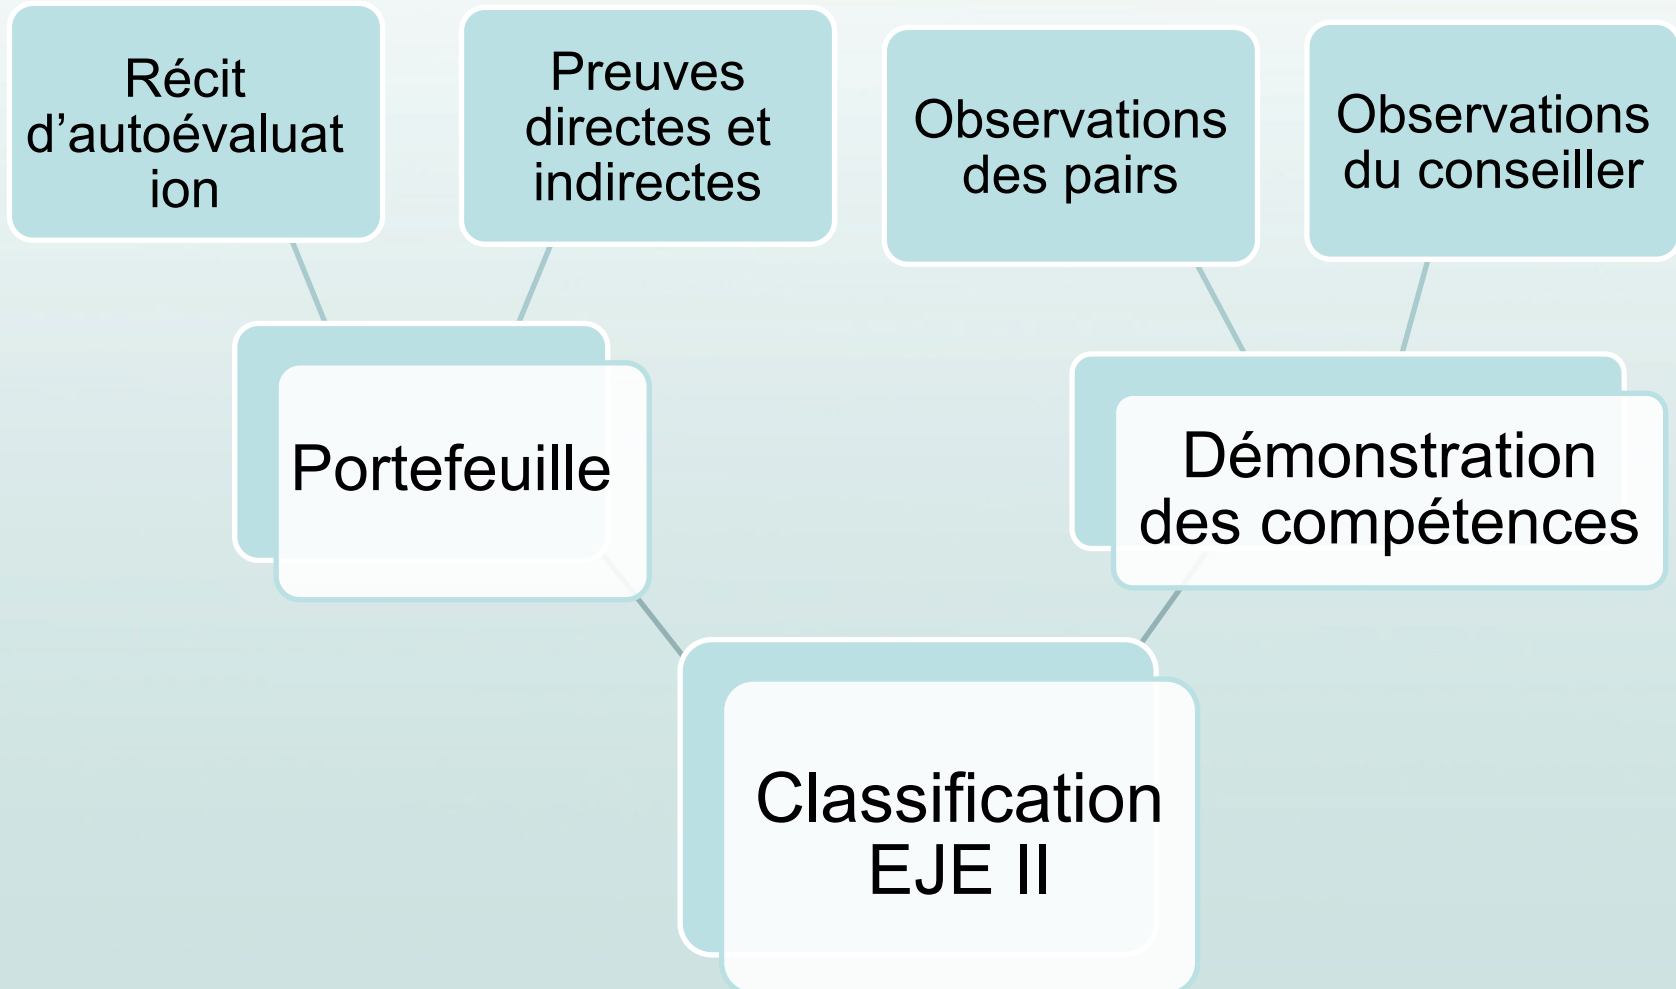 Récit
d’autoévaluat
ion
Preuves
directes et
indirectes
Observations
des pairs
Observations
du conseiller
Portefeuille
Démonstration
des compétences
Classification
EJE II